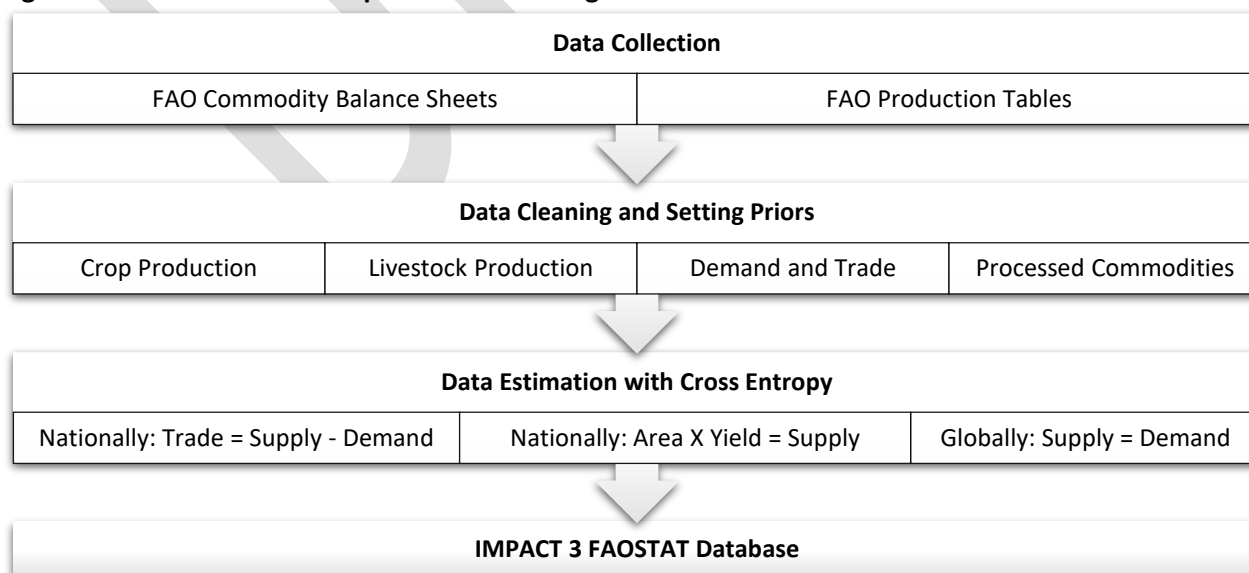 Data Collection
FAO Commodity Balance Sheets
FAO Production Tables
Data Cleaning and Setting Priors
Crop Production
Livestock Production
Demand and Trade
Processed Commodities
Data Estimation with Cross Entropy
Nationally: Trade = Supply - Demand
Nationally: Area X Yield = Supply
Globally: Supply = Demand
IMPACT 3 FAOSTAT Database